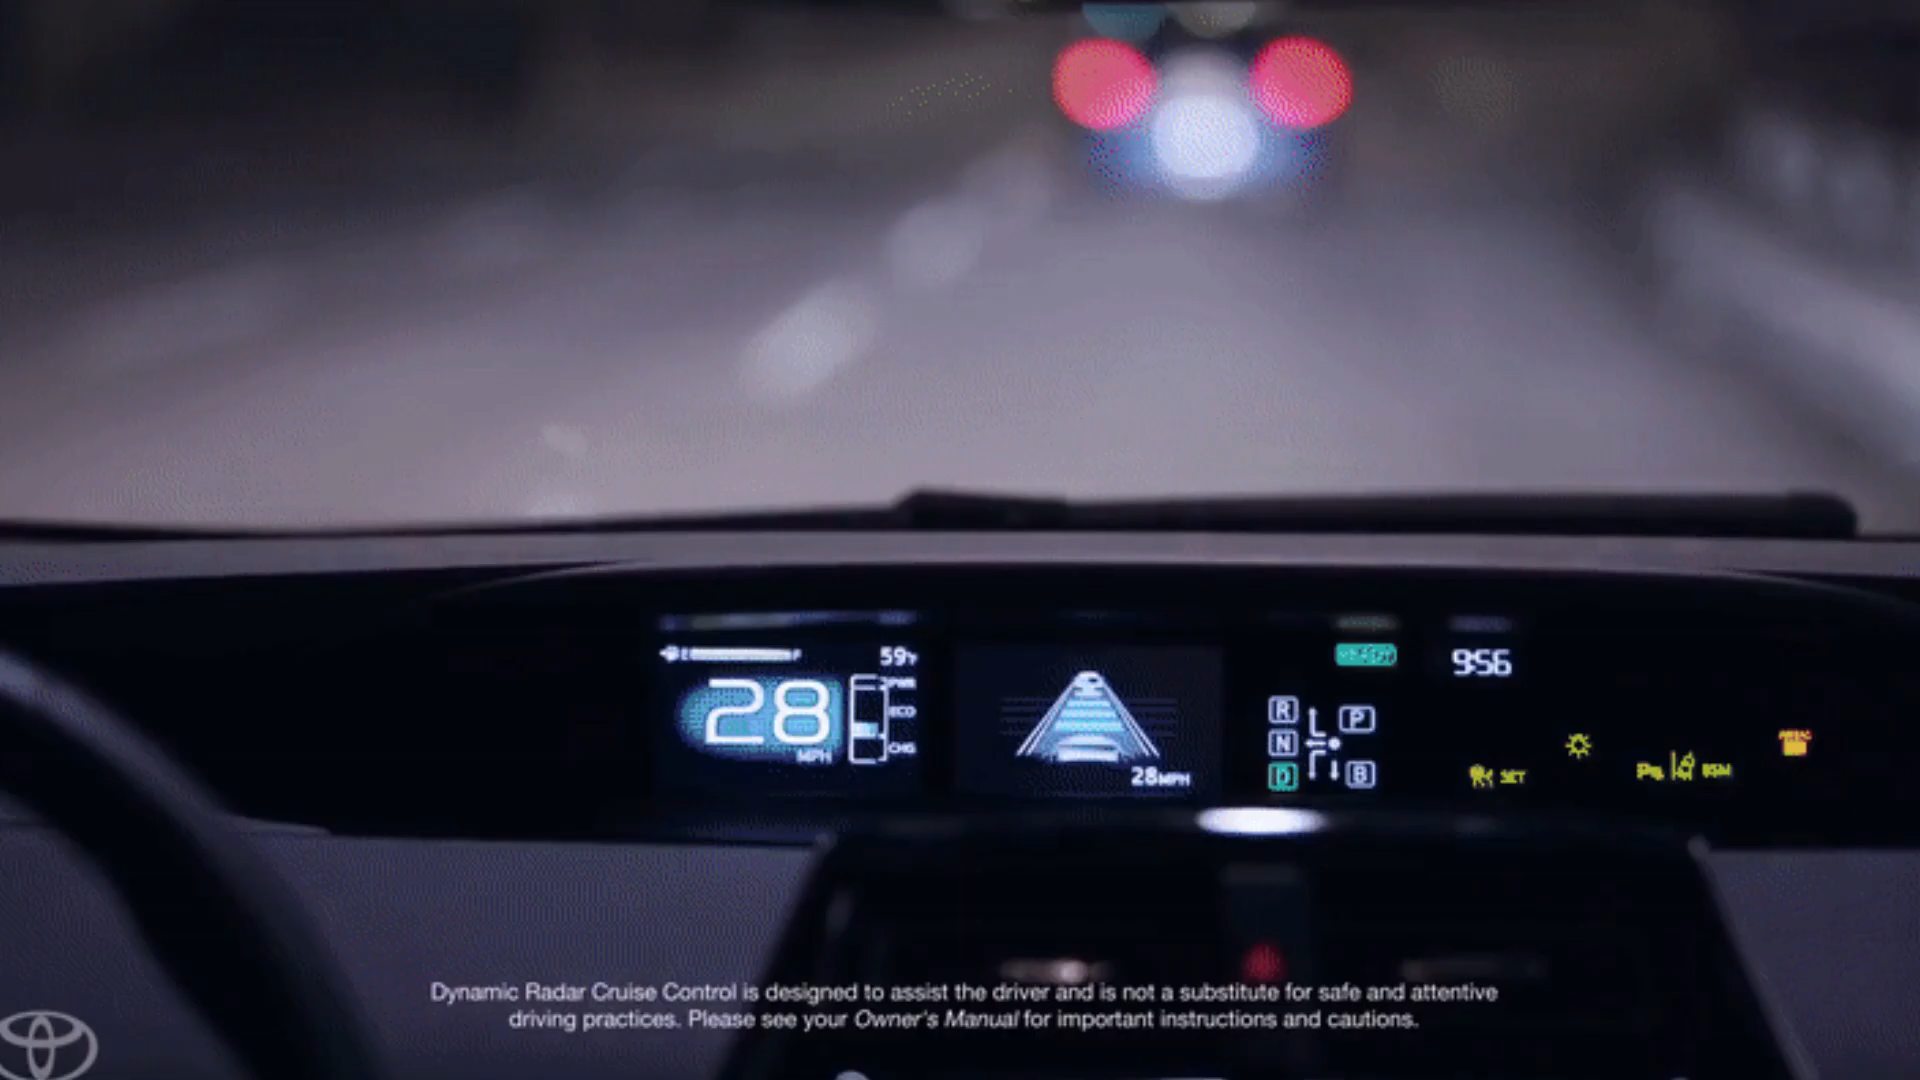 E F 59°F
PWR
28
ECO
MPH
CHG
28MPH
9:56
R P
N
D B
SET
BSM
Dynamic Radar Cruise Control is designed to assist the driver and is not a substitute for safe and attentive
driving practices. Please see your Owner's Manual for important instructions and cautions.